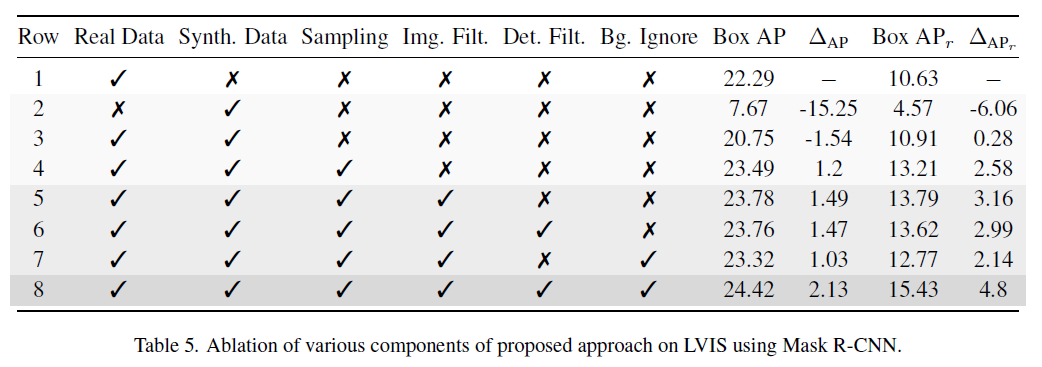 Row Real Data Synth. Data Sampling Img. Filt. Det. Filt. Bg. Ignore Box AP Δ_AP Box AP_r Δ_AP_r
1 ✓ ✗ ✗ ✗ ✗ ✗ 22.29 – 10.63 –
2 ✗ ✓ ✗ ✗ ✗ ✗ 7.67 -15.25 4.57 -6.06
3 ✓ ✓ ✗ ✗ ✗ ✗ 20.75 -1.54 10.91 0.28
4 ✓ ✓ ✓ ✗ ✗ ✗ 23.49 1.2 13.21 2.58
5 ✓ ✓ ✓ ✓ ✗ ✗ 23.78 1.49 13.79 3.16
6 ✓ ✓ ✓ ✓ ✓ ✗ 23.76 1.47 13.62 2.99
7 ✓ ✓ ✓ ✓ ✗ ✓ 23.32 1.03 12.77 2.14
8 ✓ ✓ ✓ ✓ ✓ ✓ 24.42 2.13 15.43 4.8
Table 5. Ablation of various components of proposed approach on LVIS using Mask R-CNN.